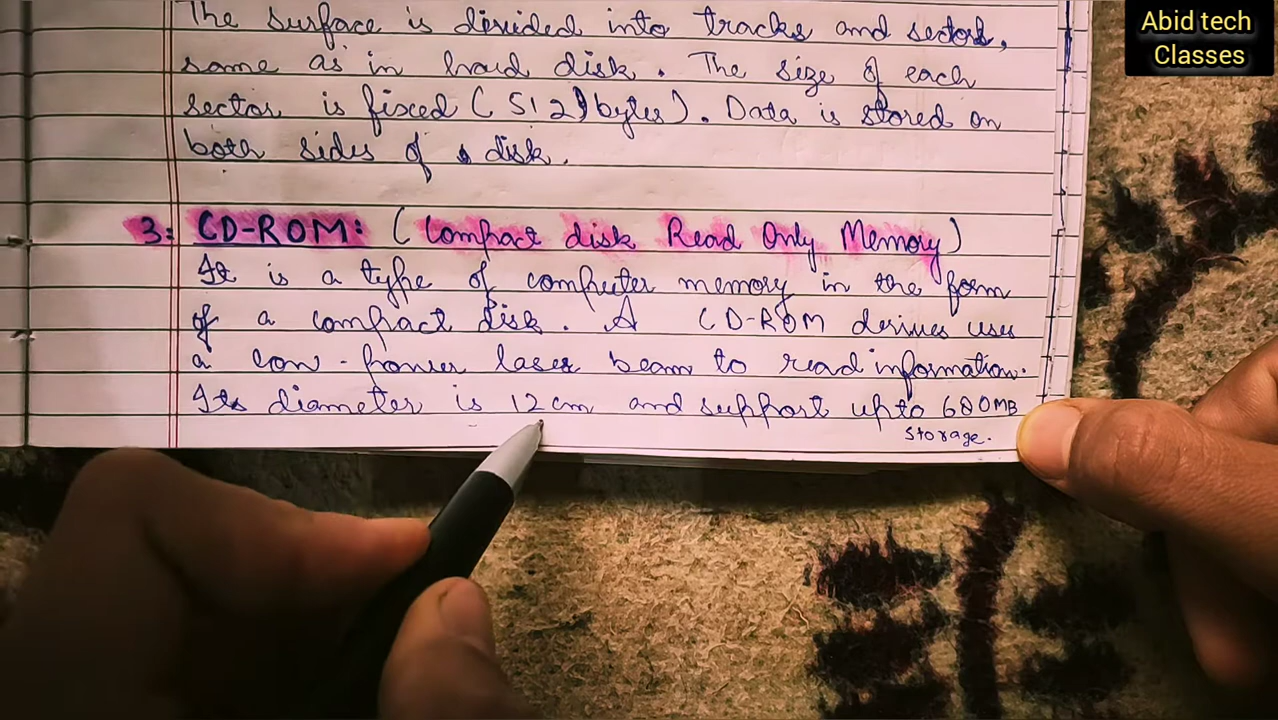 The surface is divided into tracks and sectors,
same as in hard disk. The size of each
sector is fixed (512 bytes). Data is stored on
both sides of disk.
3: CD-ROM: (Compact disk Read Only Memory)
It is a type of computer memory in the form
of a compact disk. A CD-ROM derives uses
a low-power laser beam to read information.
Its diameter is 12cm and support upto 680MB
Storage.
Abid tech
Classes